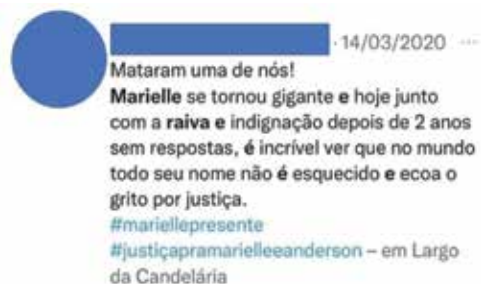 · 14/03/2020 ···
Mataram uma de nós!
Marielle se tornou gigante e hoje junto
com a raiva e indignação depois de 2 anos
sem respostas, é incrível ver que no mundo
todo seu nome não é esquecido e ecoa o
grito por justiça.
#mariellepresente
#justiçapramarielleeanderson – em Largo
da Candelária